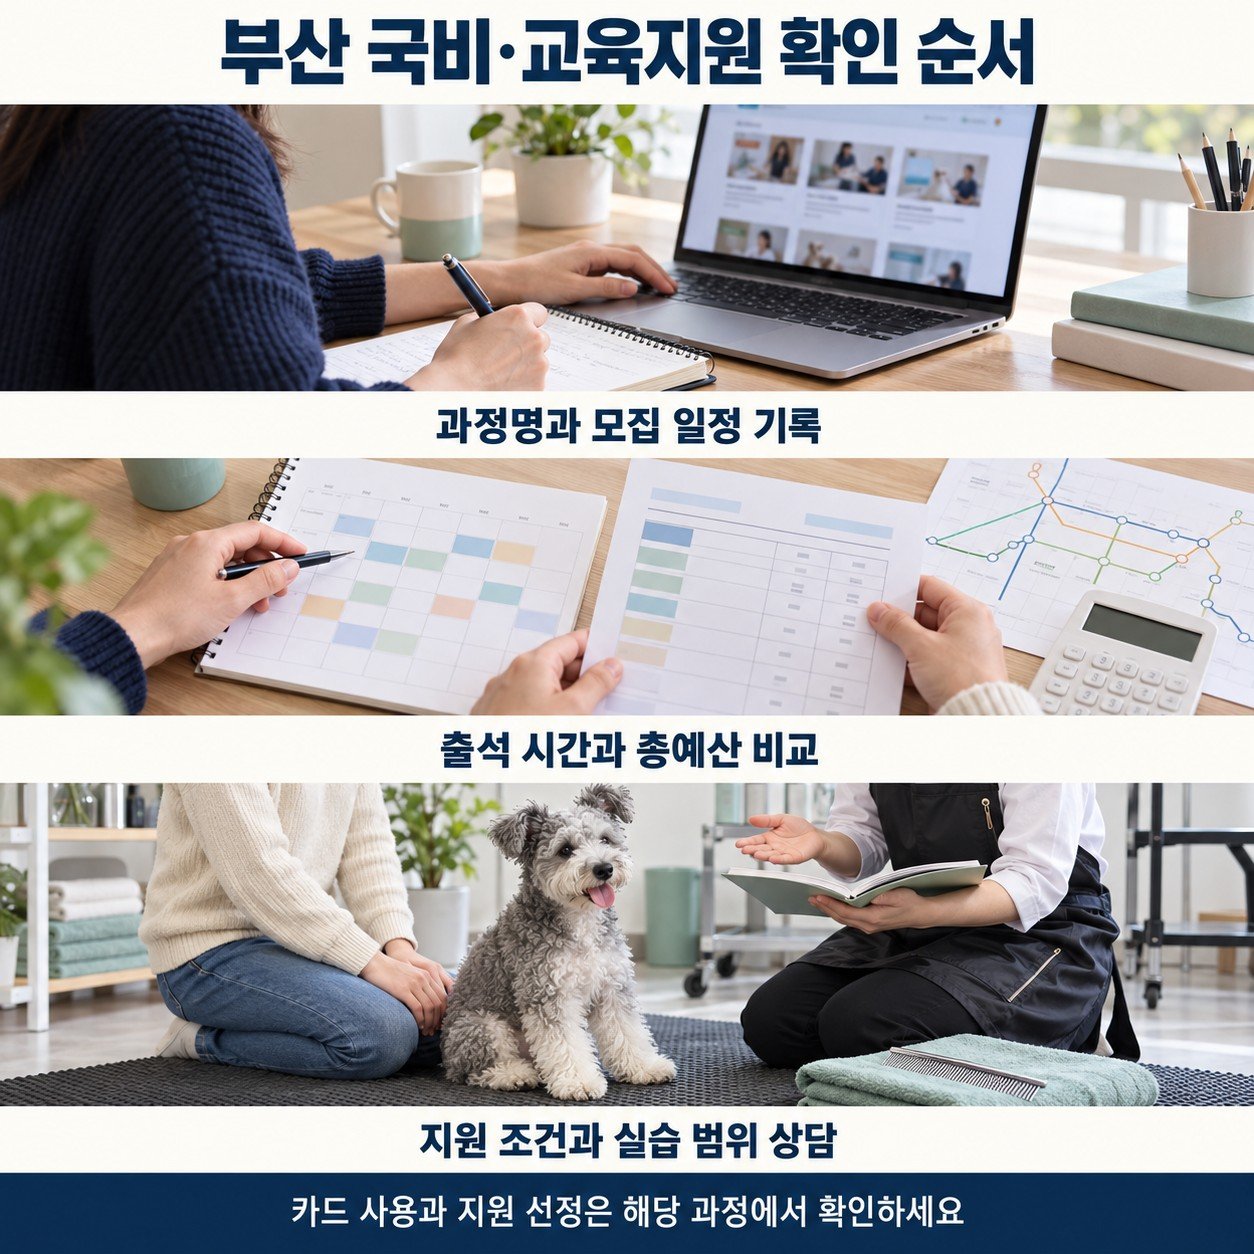 부산 국비·교육지원 확인 순서
과정명과 모집 일정 기록
출석 시간과 총예산 비교
지원 조건과 실습 범위 상담
카드 사용과 지원 선정은 해당 과정에서 확인하세요